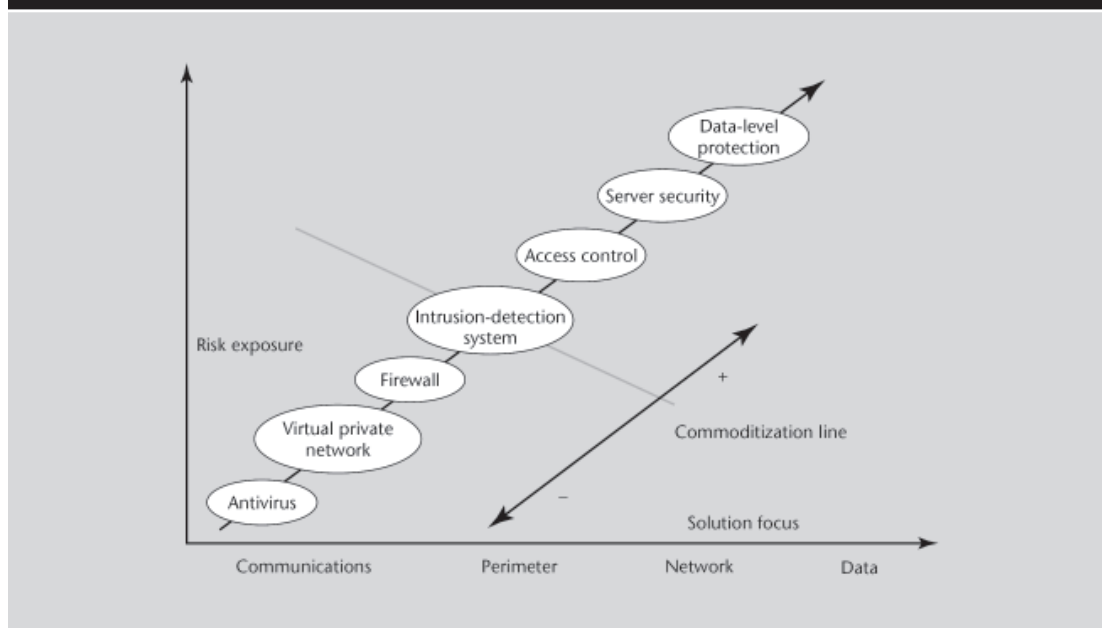 Data-level
protection
Server security
Access control
Intrusion-detection
system
Risk exposure
Firewall
+
Virtual private
network
Commoditization line
Antivirus
–
Solution focus
Communications
Perimeter
Network
Data